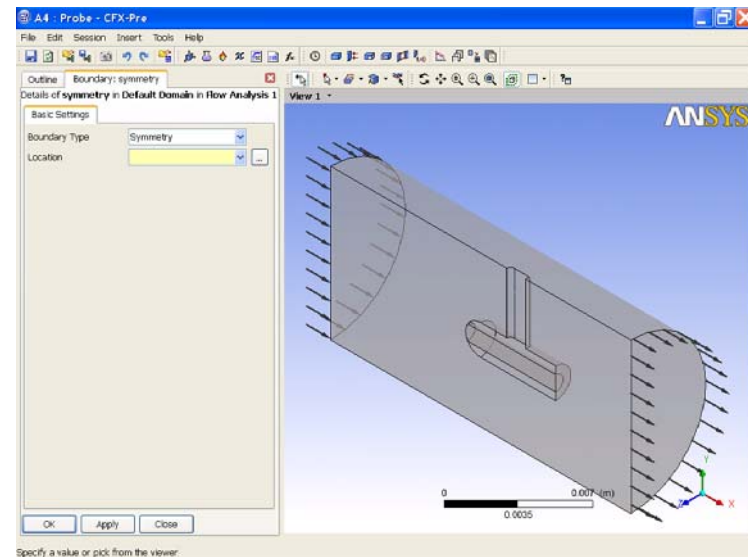 A4 : Probe - CFX-Pre
File Edit Session Insert Tools Help
Outline Boundary: symmetry
Details of symmetry in Default Domain in Flow Analysis 1
Basic Settings
Boundary Type Symmetry
Location ...
OK Apply Close
Specify a value or pick from the viewer
View 1
ANSYS
0 0.007 (m)
0.0035
Y
Z X